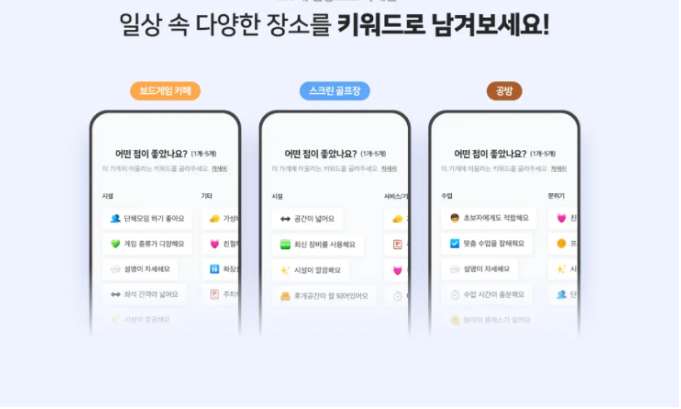 일상 속 다양한 장소를 키워드로 남겨보세요!
보드게임 카페
어떤 점이 좋았나요? (1개-5개)
이 가게에 어울리는 키워드를 골라주세요. 자세히
시설
기타
단체모임 하기 좋아요
가성비
게임 종류가 다양해요
친절
설명이 자세해요
화장
좌석 간격이 넓어요
주차
시설이 깔끔해요
스크린 골프장
어떤 점이 좋았나요? (1개-5개)
이 가게에 어울리는 키워드를 골라주세요. 자세히
시설
서비스/기
공간이 넓어요
최신 장비를 사용해요
시설이 깔끔해요
휴게공간이 잘 되어있어요
공방
어떤 점이 좋았나요? (1개-5개)
이 가게에 어울리는 키워드를 골라주세요. 자세히
수업
분위기
초보자에게도 적합해요
친
맞춤 수업을 잘해줘요
프
설명이 자세해요
시
수업 시간이 충분해요
단